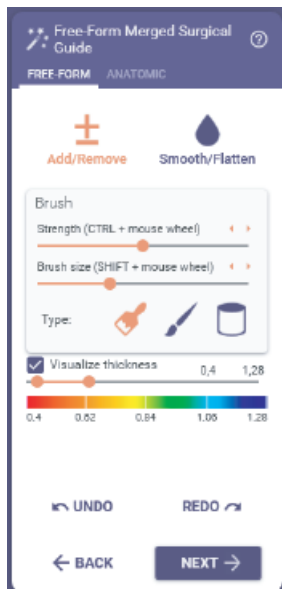 Free-Form Merged Surgical
Guide
FREE-FORM ANATOMIC
Add/Remove Smooth/Flatten
Brush
Strength (CTRL + mouse wheel)
Brush size (SHIFT + mouse wheel)
Type:
Visualize thickness 0,4 1,28
0.4 0.62 0.84 1.06 1.28
UNDO REDO
BACK NEXT